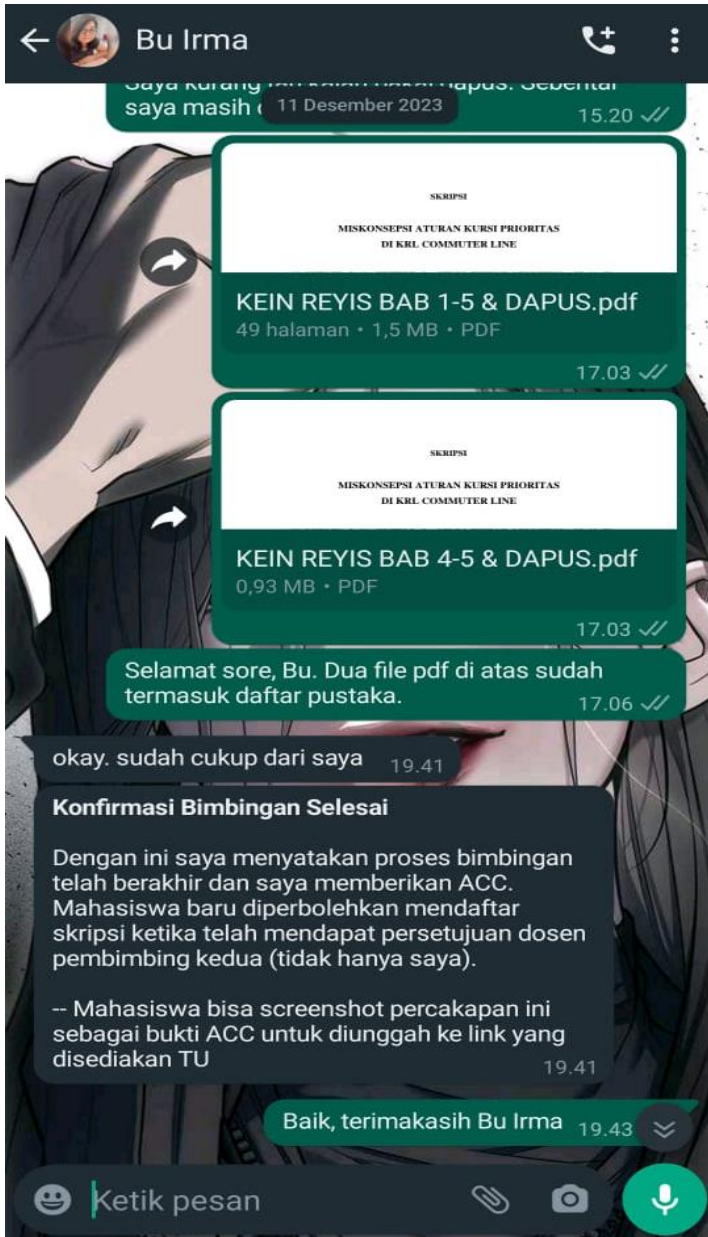 Bu Irma
saya masih
11 Desember 2023
15.20
SKRIPSI
MISKONSEPSI ATURAN KURSI PRIORITAS
DI KRL COMMUTER LINE
KEIN REYIS BAB 1-5 & DAPUS.pdf
49 halaman • 1,5 MB • PDF
17.03
SKRIPSI
MISKONSEPSI ATURAN KURSI PRIORITAS
DI KRL COMMUTER LINE
KEIN REYIS BAB 4-5 & DAPUS.pdf
0,93 MB • PDF
17.03
Selamat sore, Bu. Dua file pdf di atas sudah
termasuk daftar pustaka.
17.06
okay. sudah cukup dari saya
19.41
Konfirmasi Bimbingan Selesai
Dengan ini saya menyatakan proses bimbingan
telah berakhir dan saya memberikan ACC.
Mahasiswa baru diperbolehkan mendaftar
skripsi ketika telah mendapat persetujuan dosen
pembimbing kedua (tidak hanya saya).
-- Mahasiswa bisa screenshot percakapan ini
sebagai bukti ACC untuk diunggah ke link yang
disediakan TU
19.41
Baik, terimakasih Bu Irma
19.43
Ketik pesan